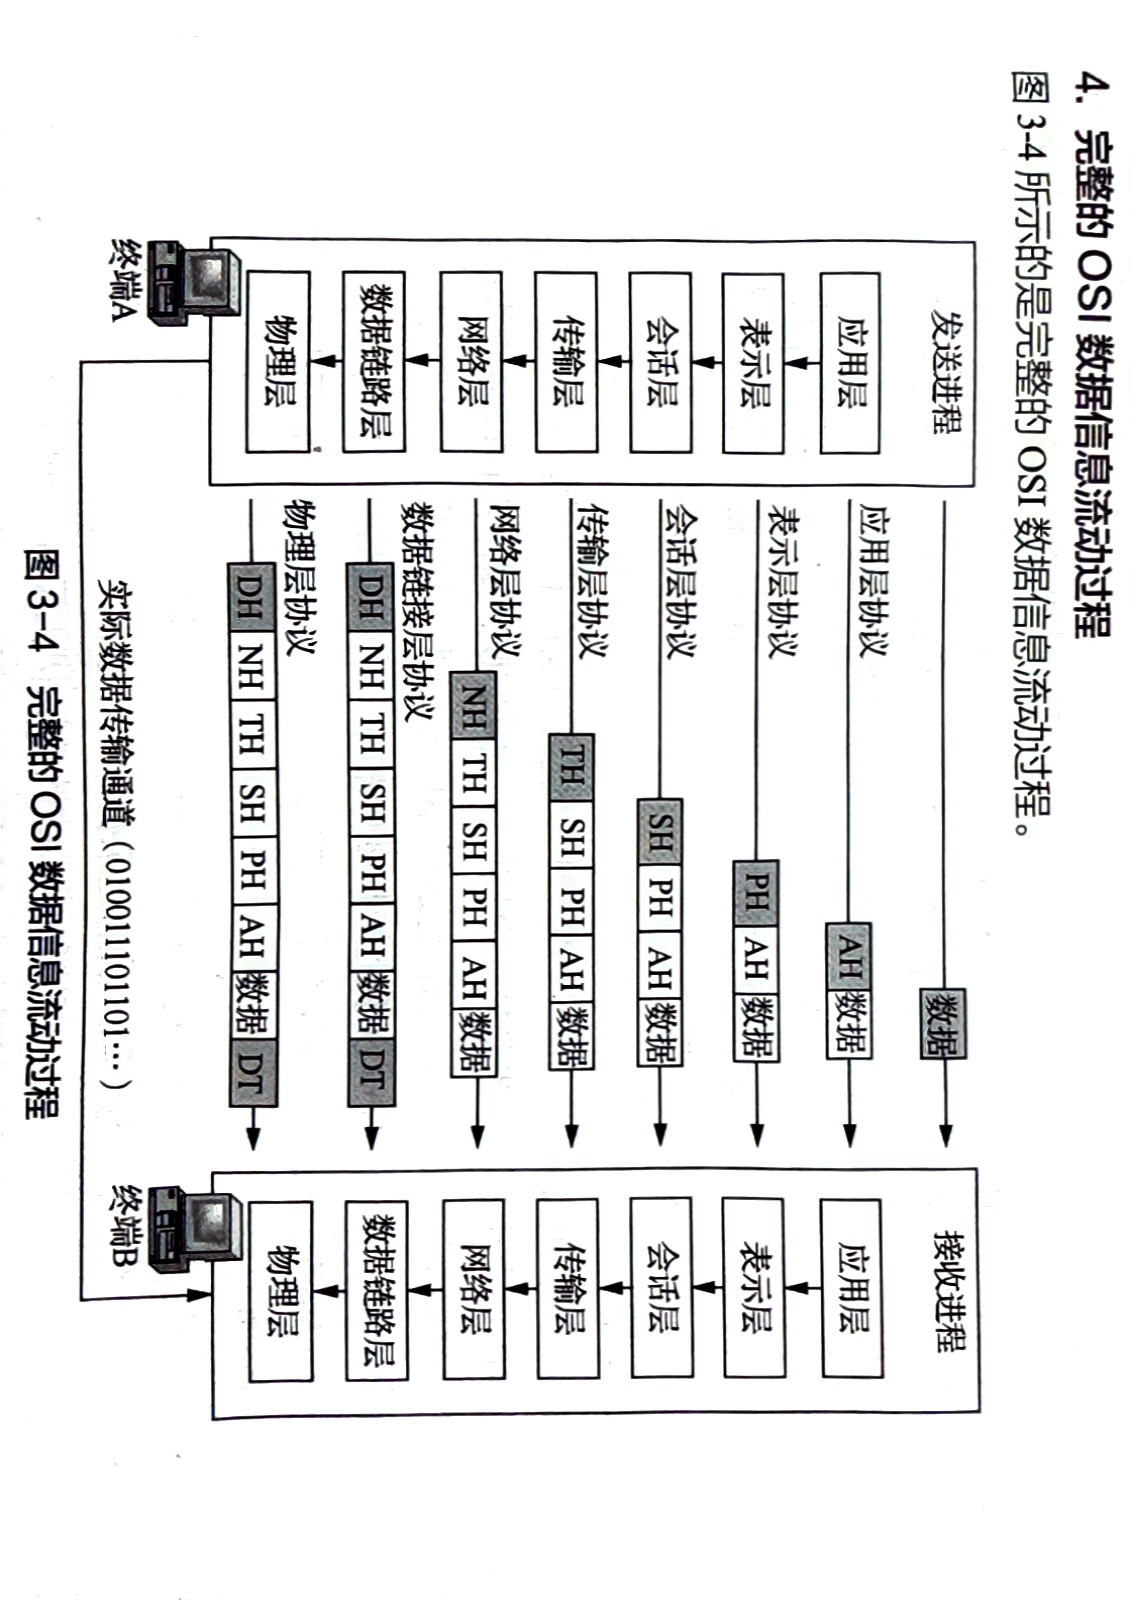 4. 完整的 OSI 数据信息流动过程
图 3-4 所示的是完整的 OSI 数据信息流动过程。
发送进程 数据 接收进程
应用层协议
应用层 AH 数据 应用层
表示层协议
表示层 PH AH 数据 表示层
会话层协议
会话层 SH PH AH 数据 会话层
传输层协议
传输层 TH SH PH AH 数据 传输层
网络层协议
网络层 NH TH SH PH AH 数据 网络层
数据链接层协议
数据链路层 DH NH TH SH PH AH 数据 DT 数据链路层
物理层协议
物理层 DH NH TH SH PH AH 数据 DT 物理层
终端A 实际数据传输通道（010011101101…） 终端B
图 3-4 完整的 OSI 数据信息流动过程